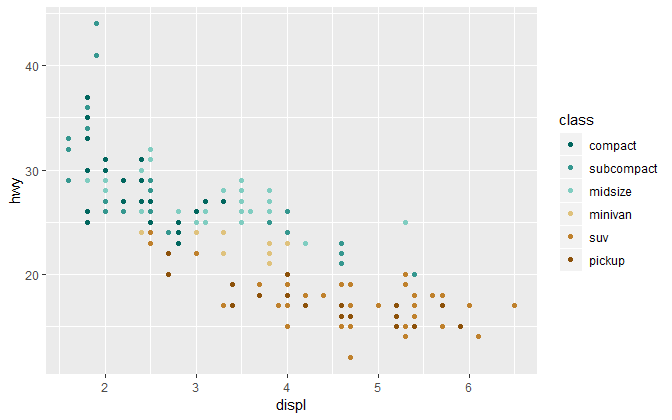 40
30
20
hwy
2
3
4
5
6
displ
class
compact
subcompact
midsize
minivan
suv
pickup